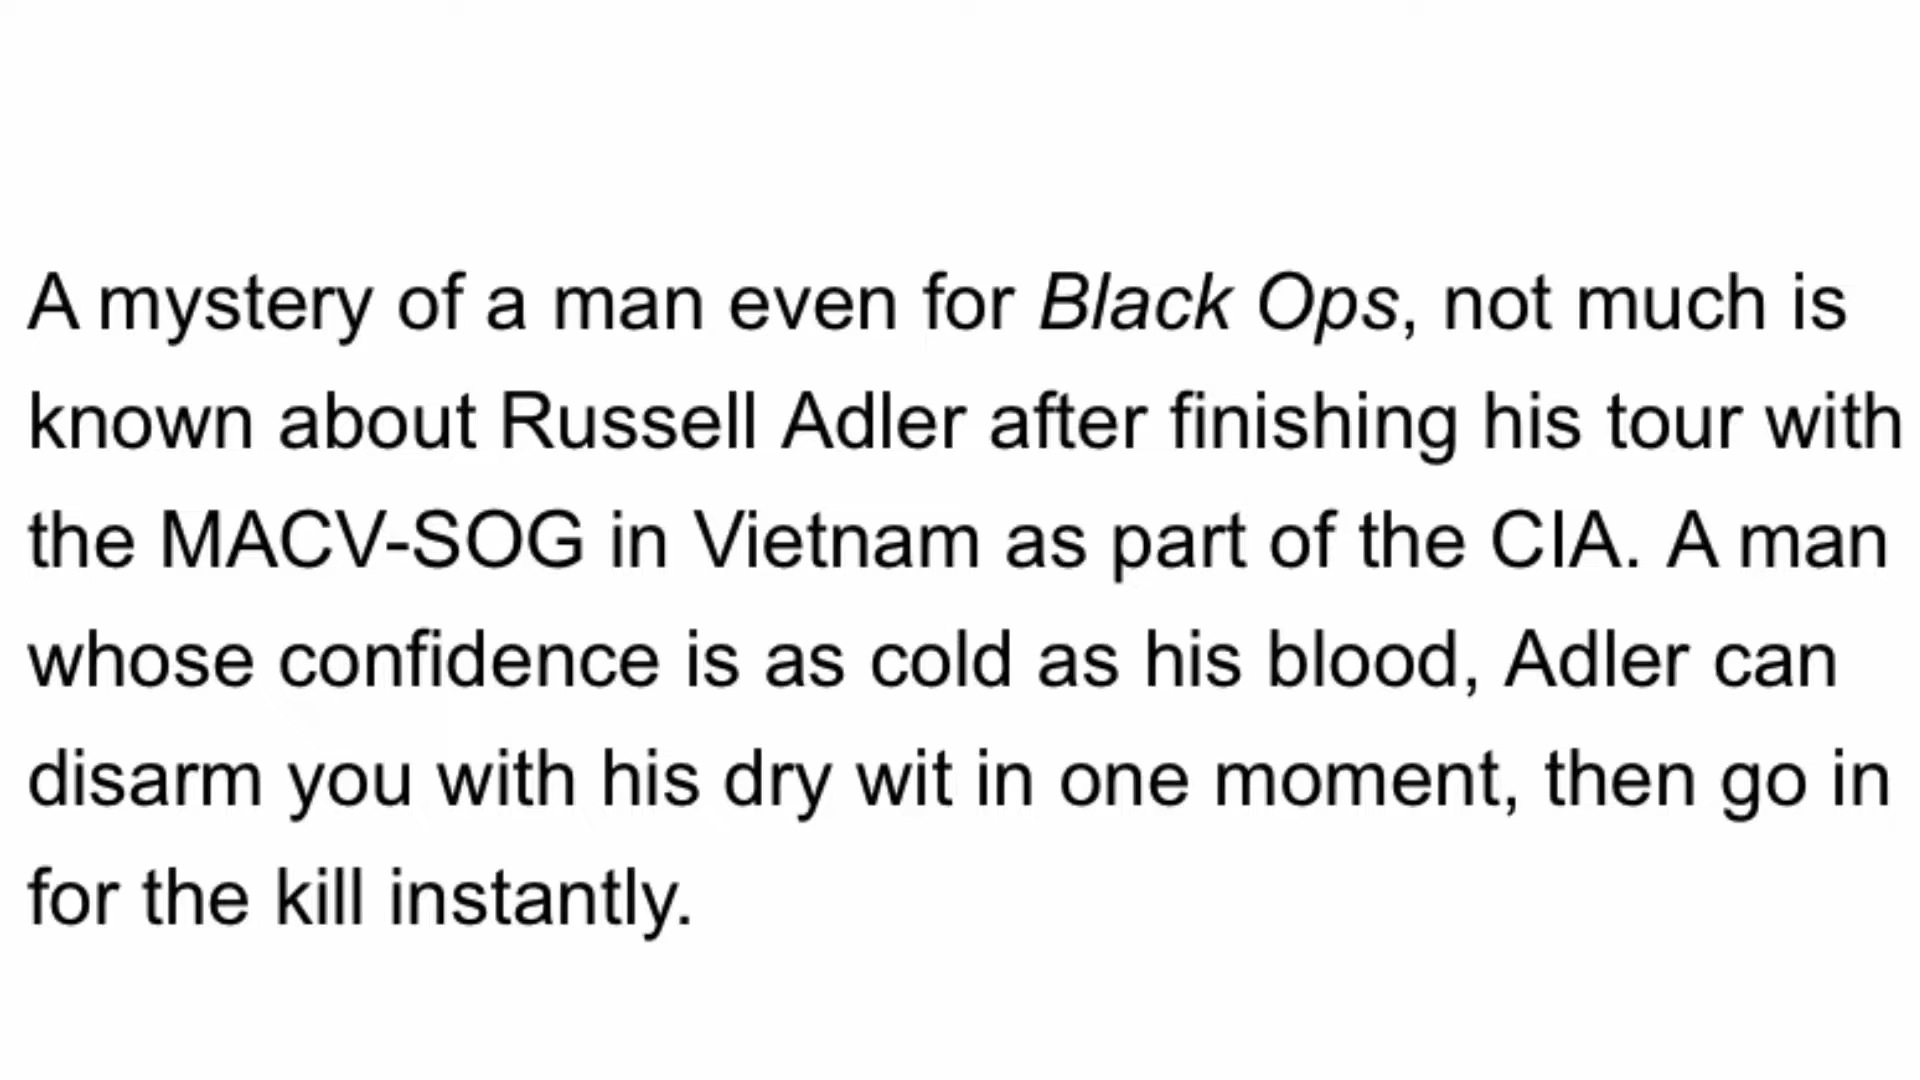 A mystery of a man even for Black Ops, not much is
known about Russell Adler after finishing his tour with
the MACV-SOG in Vietnam as part of the CIA. A man
whose confidence is as cold as his blood, Adler can
disarm you with his dry wit in one moment, then go in
for the kill instantly.